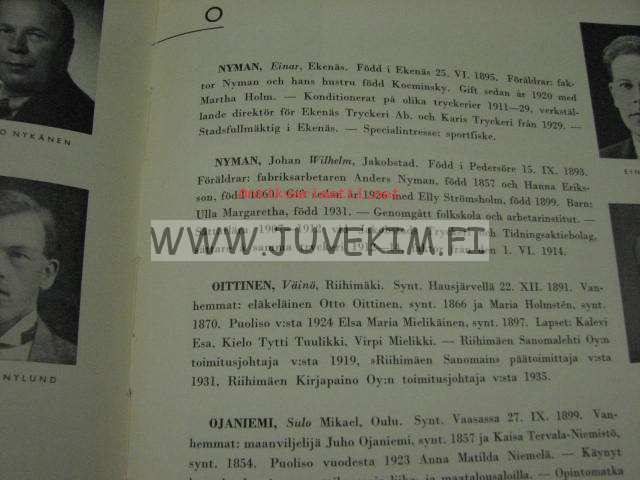 O
NYMAN, Einar, Ekenäs. Född i Ekenäs 25. VI. 1895. Föräldrar: fak-
tor Nyman och hans hustru född Koeminsky. Gift sedan år 1920 med
Martha Holm. — Konditionerat på olika tryckerier 1911—29, verkstäl-
lande direktör för Ekenäs Tryckeri Ab. och Karis Tryckeri från 1929. —
Stadsfullmäktig i Ekenäs. — Specialintresse: sportfiske.
O NYKÄNEN
EIN
NYMAN, Johan Wilhelm, Jakobstad. Född i Pedersöre 15. IX. 1893.
Föräldrar: fabriksarbetaren Anders Nyman, född 1857 och Hanna Eriks-
son, född 1860. Gift sedan år 1926 med Elly Strömsholm, född 1899. Barn:
Ulla Margaretha, född 1931. — Genomgått folkskola och arbetarinstitut. —
Tidningsaktiebolag,
samma 1. VI. 1914.
WWW.JUVEKIM.FI
OITTINEN, Väinö, Riihimäki. Synt. Hausjärvellä 22. XII. 1891. Van-
hemmat: eläkeläinen Otto Oittinen, synt. 1866 ja Maria Holmstén, synt.
1870. Puoliso v:sta 1924 Elsa Maria Mielikäinen, synt. 1897. Lapset: Kalevi
Esa, Kielo Tytti Tuulikki, Virpi Mielikki. — Riihimäen Sanomalehti Oy:n
toimitusjohtaja v:sta 1919, »Riihimäen Sanomain» päätoimittaja v:sta
1931, Riihimäen Kirjapaino Oy:n toimitusjohtaja v:sta 1935.
NYLUND
OJANIEMI, Sulo Mikael, Oulu. Synt. Vaasassa 27. IX. 1899. Van-
hemmat: maanviljelijä Juho Ojaniemi, synt. 1857 ja Kaisa Tervala-Niemistö,
synt. 1854. Puoliso vuodesta 1923 Anna Matilda Niemelä. — Käynyt
maatalousaloilla. — Opintomatka